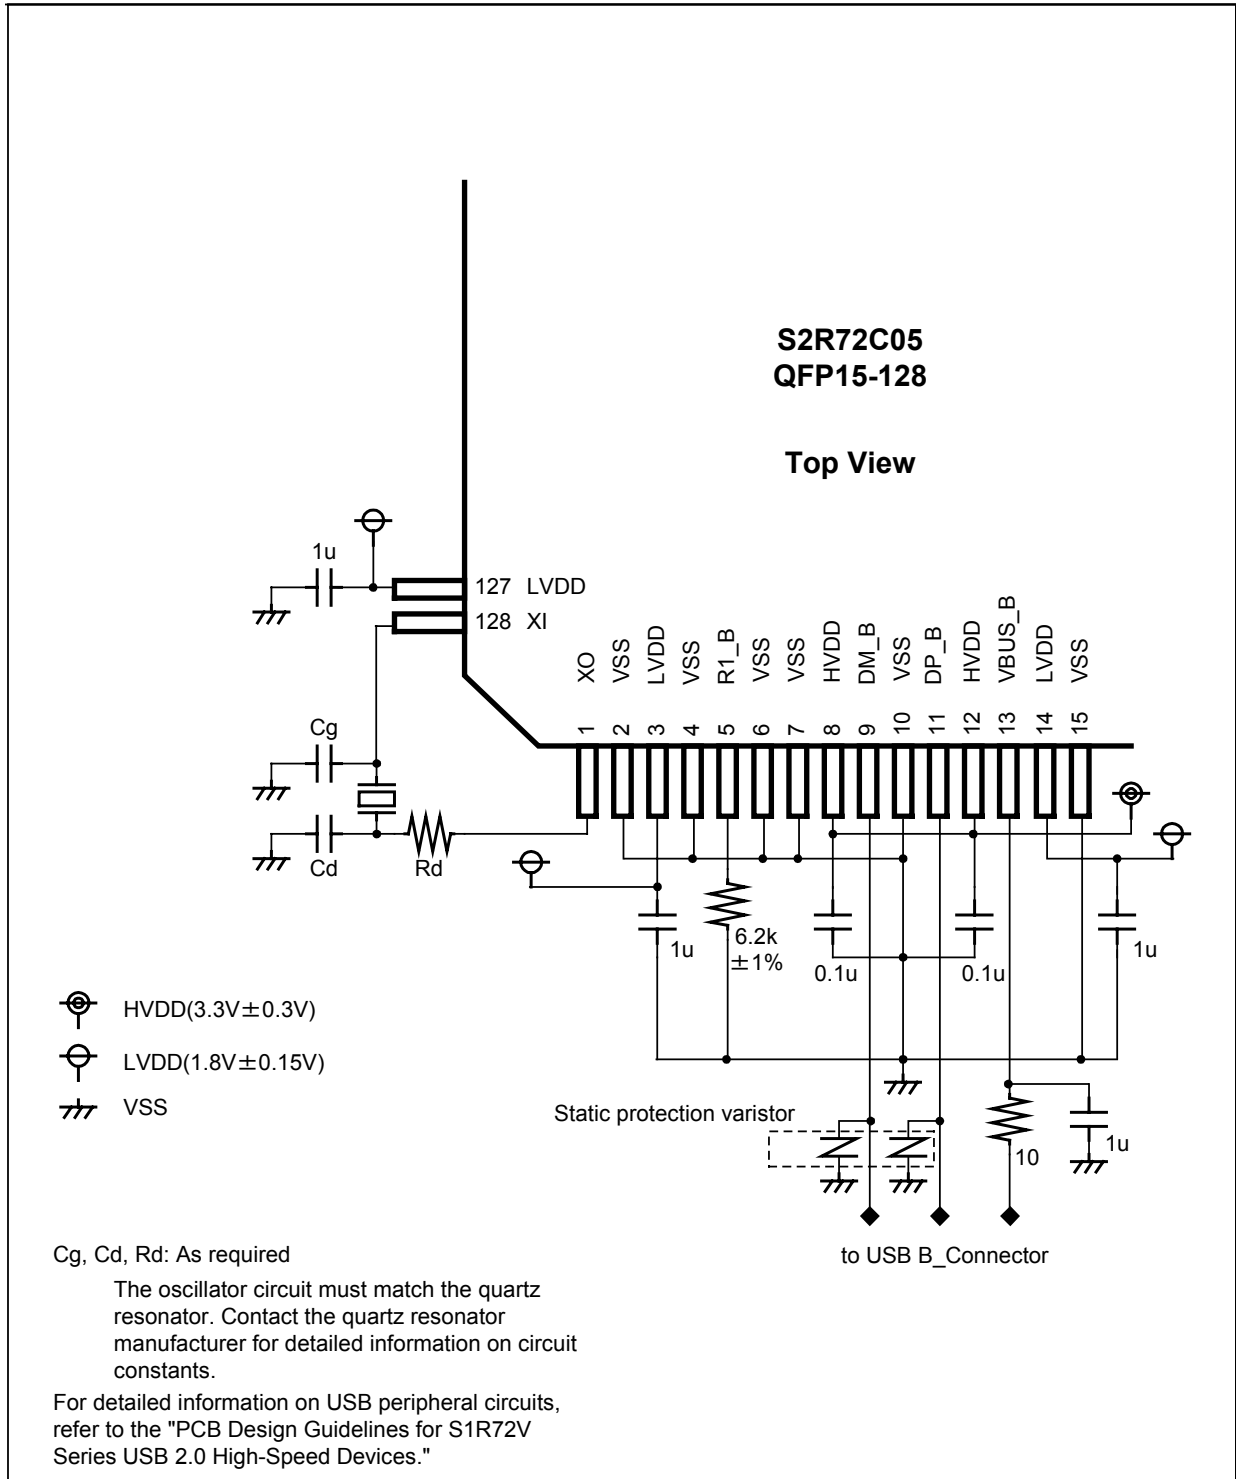 S2R72C05
QFP15-128
Top View
1u
127 LVDD
128 XI
XO
VSS
LVDD
VSS
R1_B
VSS
VSS
HVDD
DM_B
VSS
DP_B
HVDD
VBUS_B
LVDD
VSS
1
2
3
4
5
6
7
8
9
10
11
12
13
14
15
Cg
Cd
Rd
1u
6.2k
±1%
0.1u
0.1u
1u
HVDD(3.3V±0.3V)
LVDD(1.8V±0.15V)
VSS
Static protection varistor
10
1u
to USB B_Connector
Cg, Cd, Rd: As required
The oscillator circuit must match the quartz
resonator. Contact the quartz resonator
manufacturer for detailed information on circuit
constants.
For detailed information on USB peripheral circuits,
refer to the "PCB Design Guidelines for S1R72V
Series USB 2.0 High-Speed Devices."